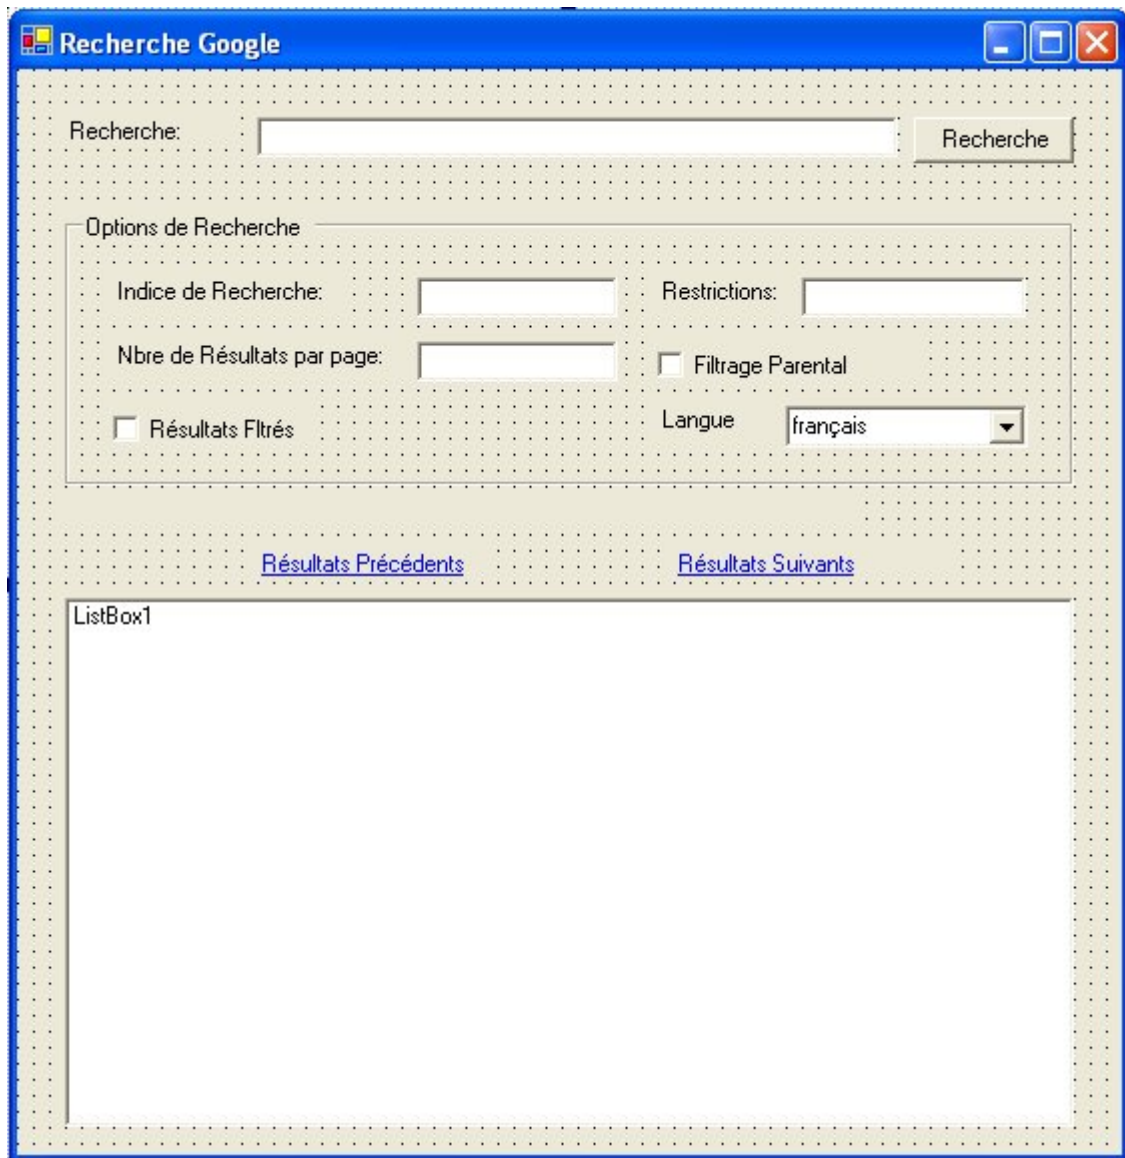 Recherche Google
Recherche:
Recherche
Options de Recherche
Indice de Recherche:
Restrictions:
Nbre de Résultats par page:
Filtrage Parental
Résultats Fltrés
Langue
français
Résultats Précédents
Résultats Suivants
ListBox1